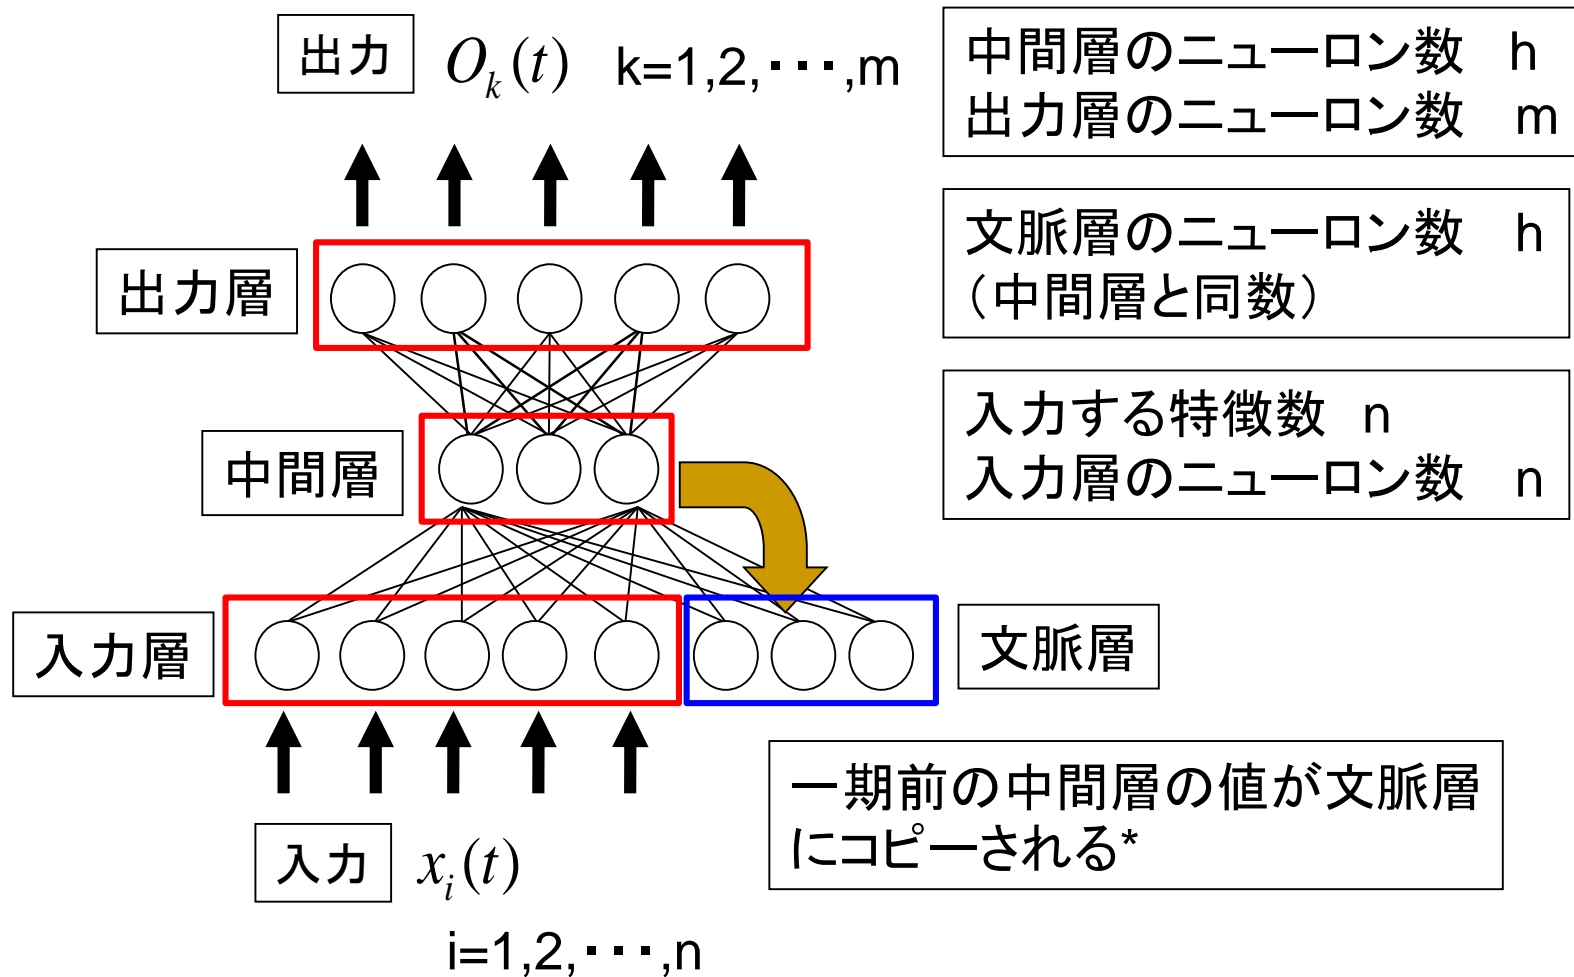 出力 Oₖ(t) k=1,2,･･･,m
中間層のニューロン数 h
出力層のニューロン数 m
文脈層のニューロン数 h
（中間層と同数）
出力層
入力する特徴数 n
入力層のニューロン数 n
中間層
入力層
文脈層
一期前の中間層の値が文脈層
にコピーされる*
入力 xᵢ(t)
i=1,2,･･･,n